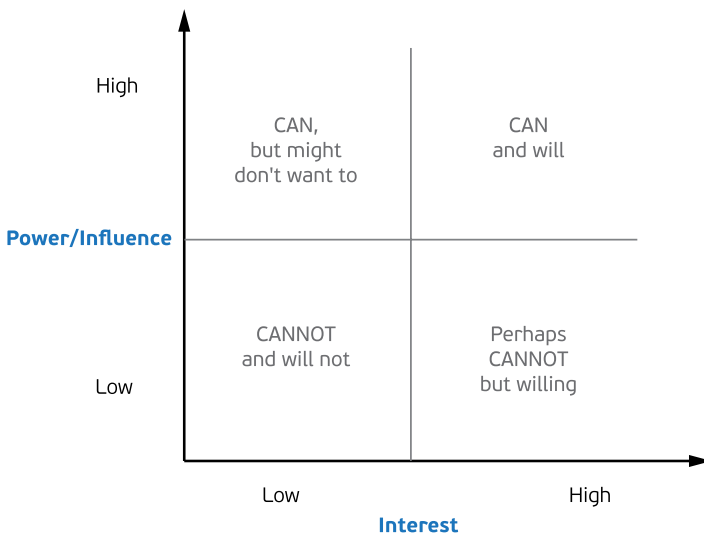 High
CAN,
but might
don't want to
CAN
and will
Power/Influence
CANNOT
and will not
Perhaps
CANNOT
but willing
Low
Low
High
Interest